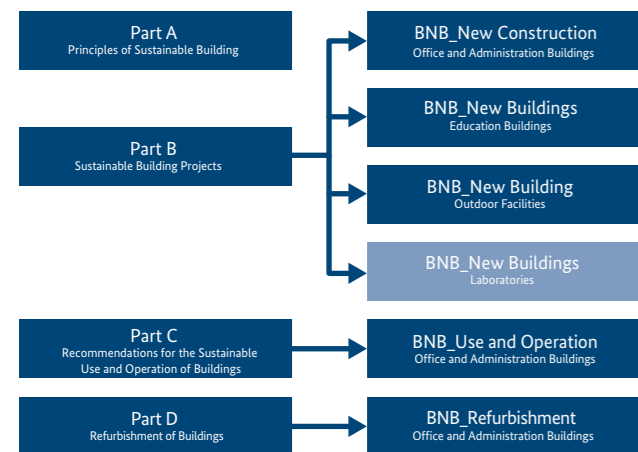 Part A
Principles of Sustainable Building
BNB_New Construction
Office and Administration Buildings
BNB_New Buildings
Education Buildings
Part B
Sustainable Building Projects
BNB_New Building
Outdoor Facilities
BNB_New Buildings
Laboratories
Part C
Recommendations for the Sustainable
Use and Operation of Buildings
BNB_Use and Operation
Office and Administration Buildings
Part D
Refurbishment of Buildings
BNB_Refurbishment
Office and Administration Buildings